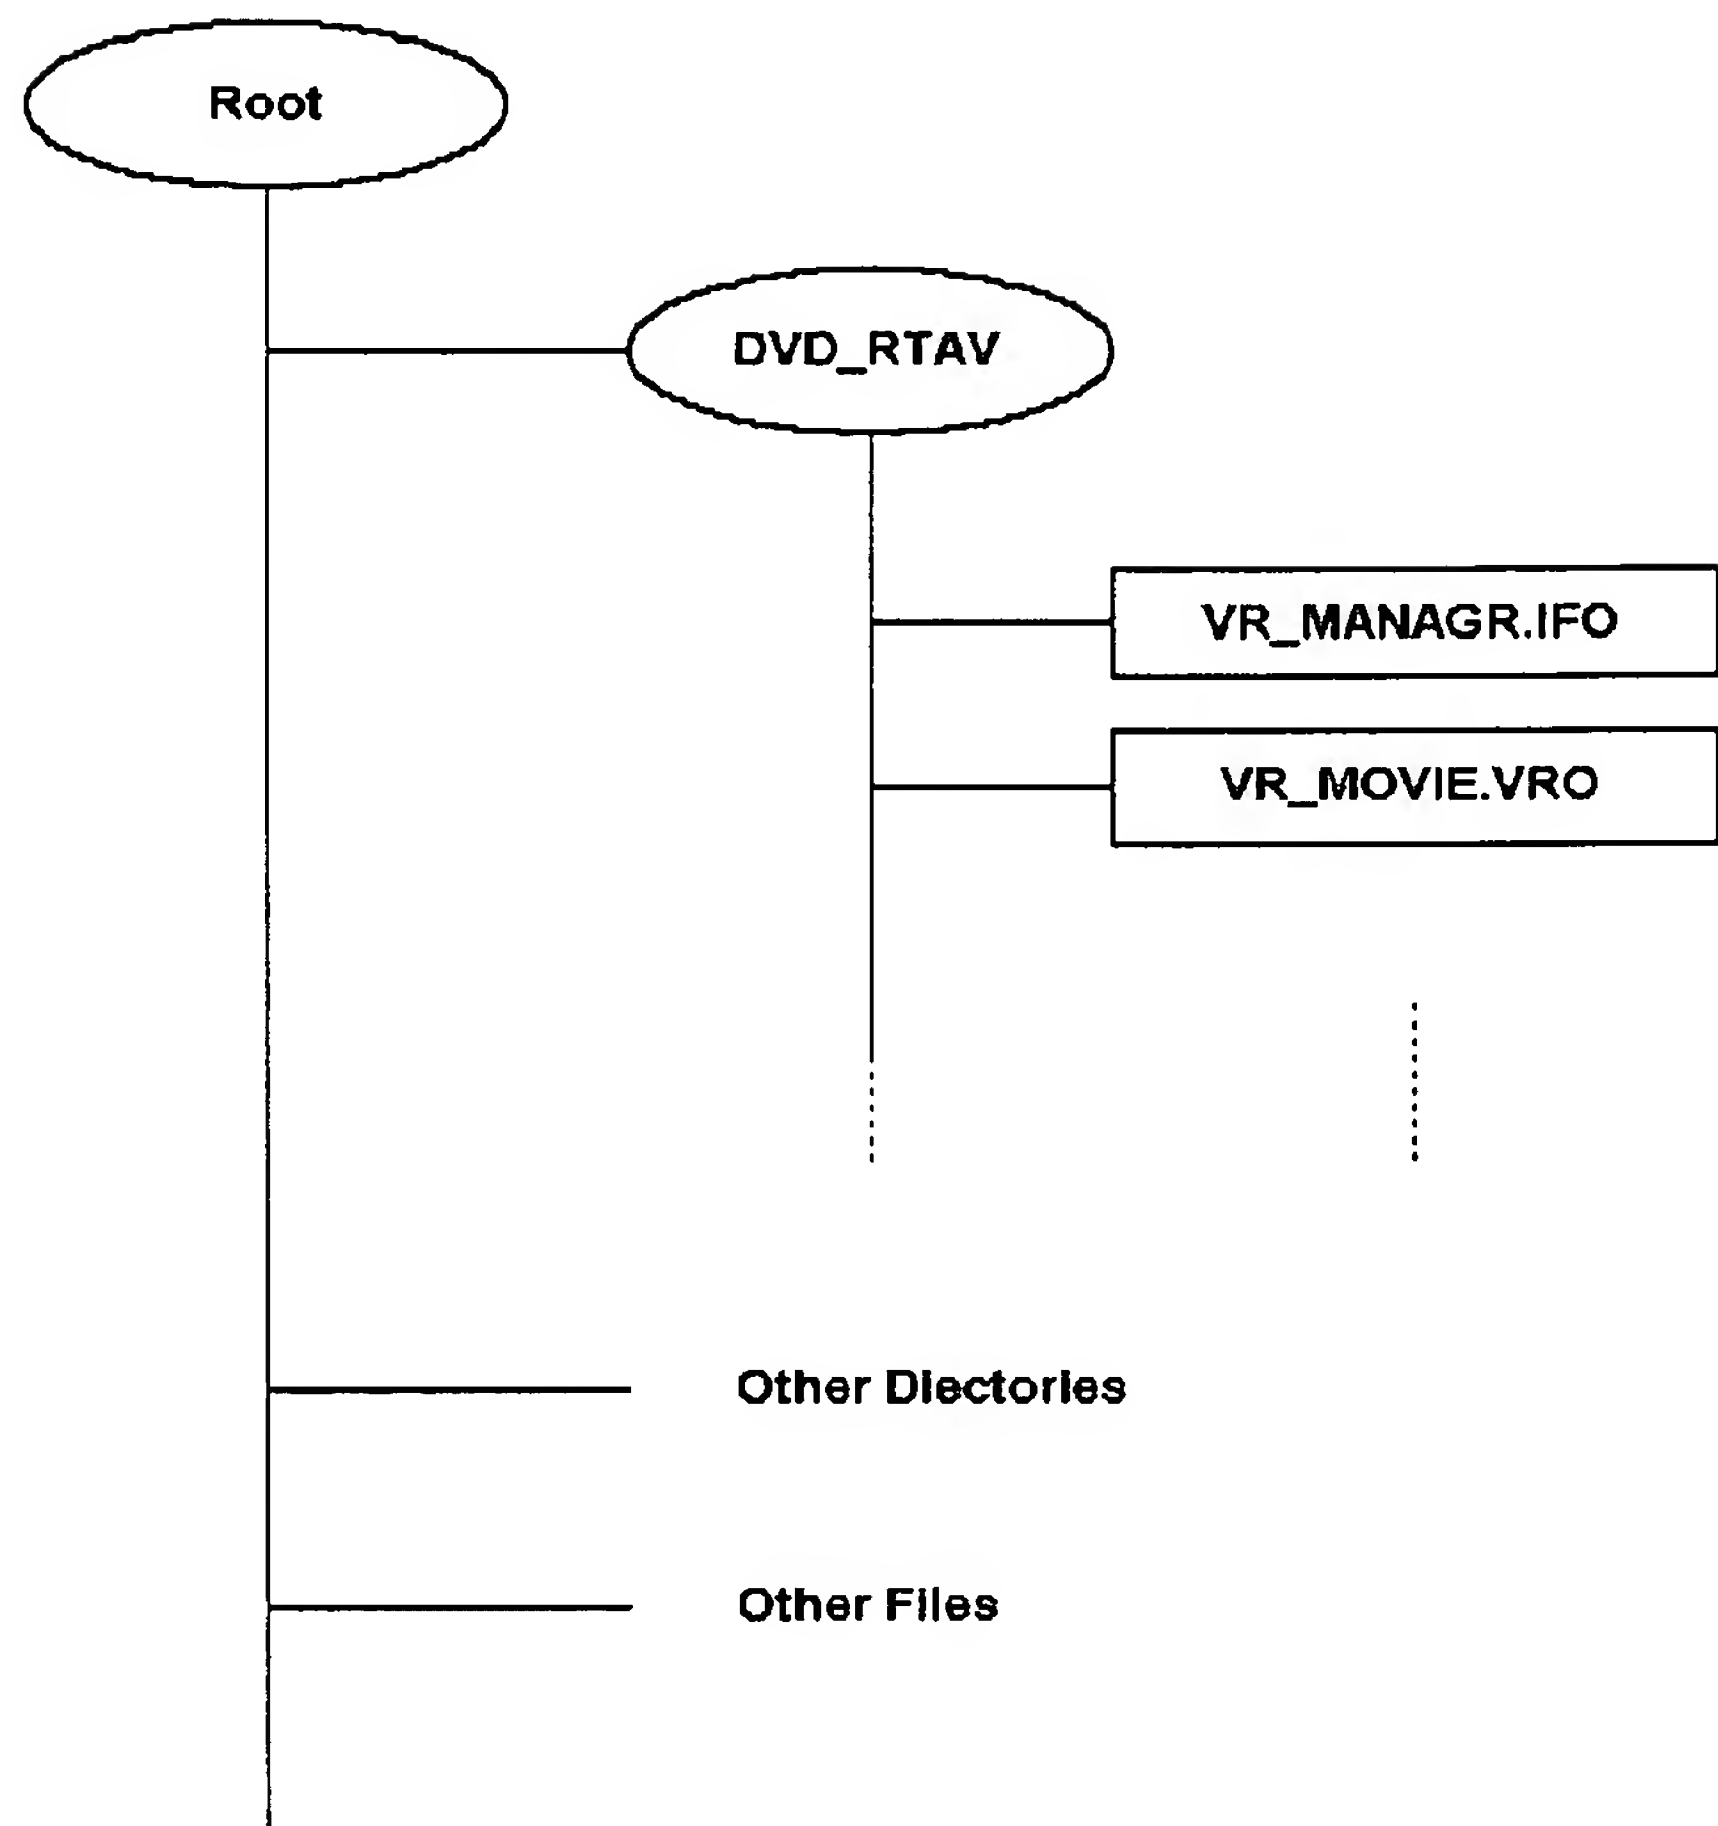 Root
DVD_RTAV
VR_MANAGR.IFO
VR_MOVIE.VRO
Other Diectories
Other Files